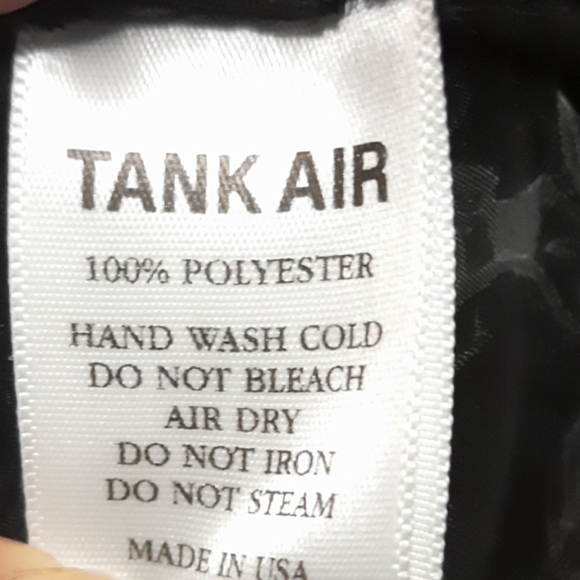 TANK AIR
100% POLYESTER
HAND WASH COLD
DO NOT BLEACH
AIR DRY
DO NOT IRON
DO NOT STEAM
MADE IN USA